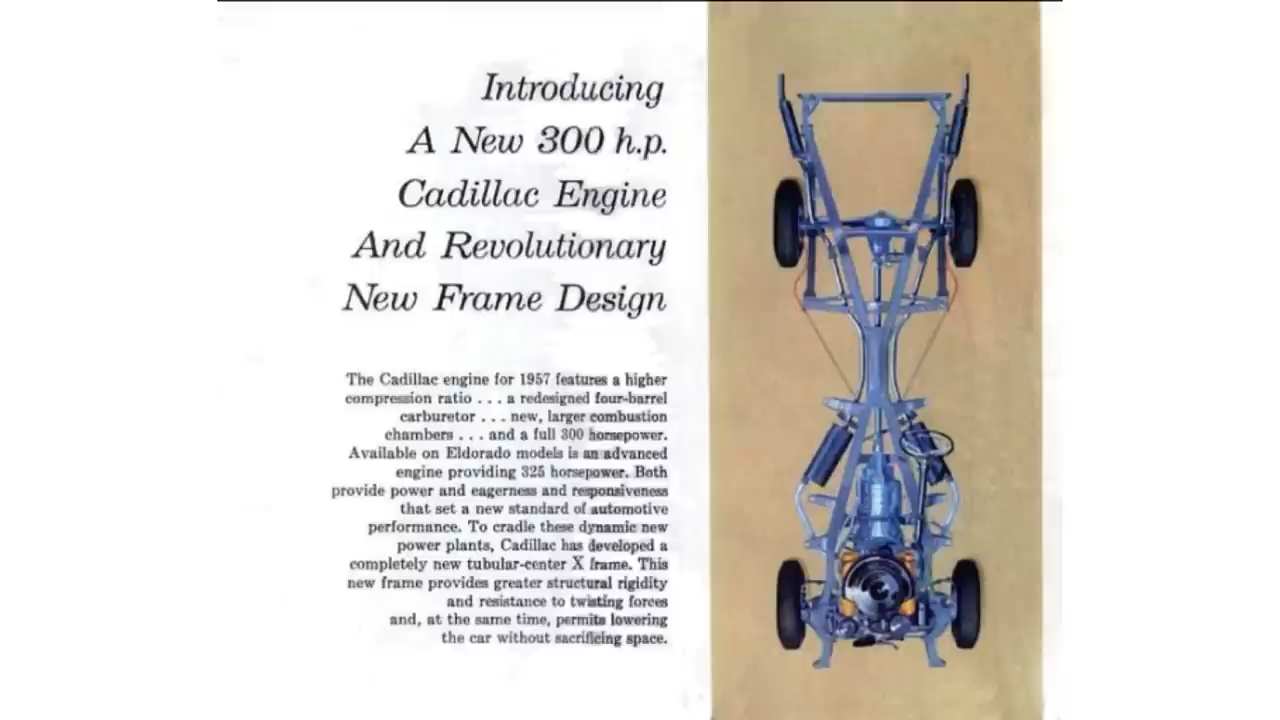 Introducing
A New 300 h.p.
Cadillac Engine
And Revolutionary
New Frame Design
The Cadillac engine for 1957 features a higher
compression ratio . . . a redesigned four-barrel
carburetor . . . new, larger combustion
chambers . . . and a full 300 horsepower.
Available on Eldorado models is an advanced
engine providing 325 horsepower. Both
provide power and eagerness and responsiveness
that set a new standard of automotive
performance. To cradle these dynamic new
power plants, Cadillac has developed a
completely new tubular-center X frame. This
new frame provides greater structural rigidity
and resistance to twisting forces
and, at the same time, permits lowering
the car without sacrificing space.